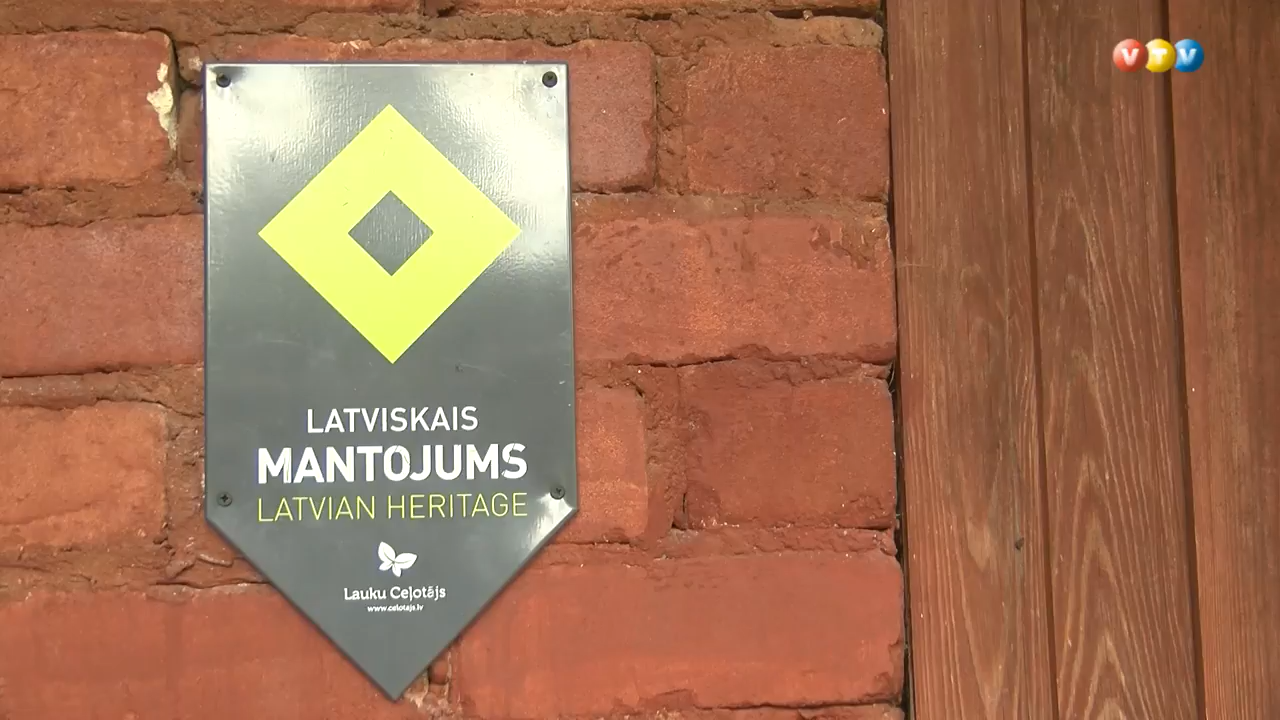 VTV
LATVISKAIS
MANTOJUMS
LATVIAN HERITAGE
Lauku Ceļotājs
www.celotajs.lv